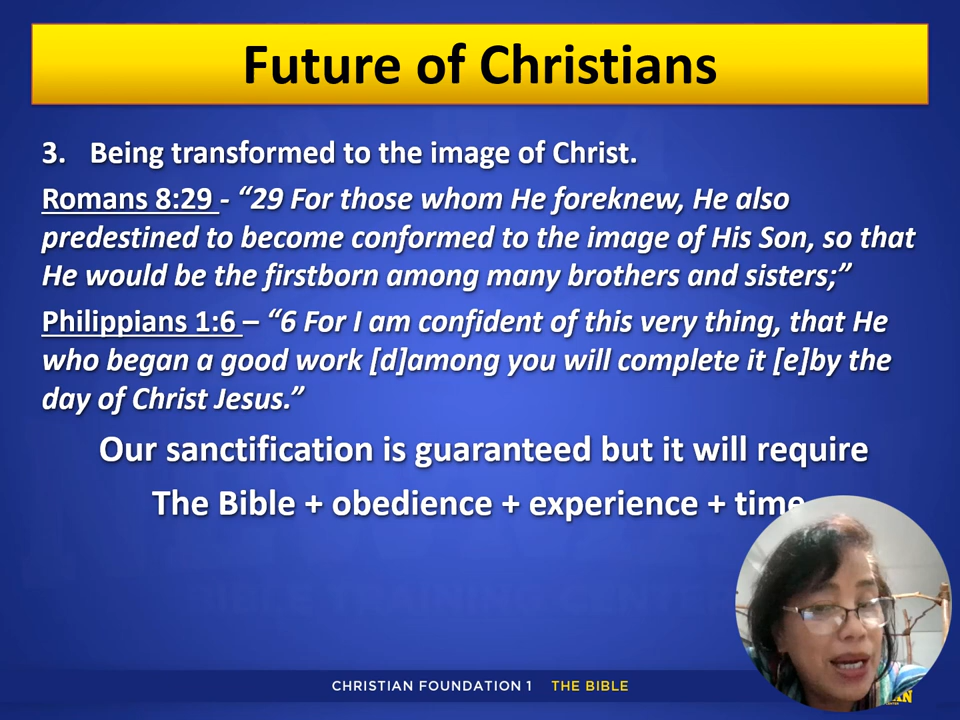 Future of Christians
3. Being transformed to the image of Christ.
Romans 8:29 - “29 For those whom He foreknew, He also
predestined to become conformed to the image of His Son, so that
He would be the firstborn among many brothers and sisters;”
Philippians 1:6 – “6 For I am confident of this very thing, that He
who began a good work [d]among you will complete it [e]by the
day of Christ Jesus.”
Our sanctification is guaranteed but it will require
The Bible + obedience + experience + time
CHRISTIAN FOUNDATION 1 THE BIBLE